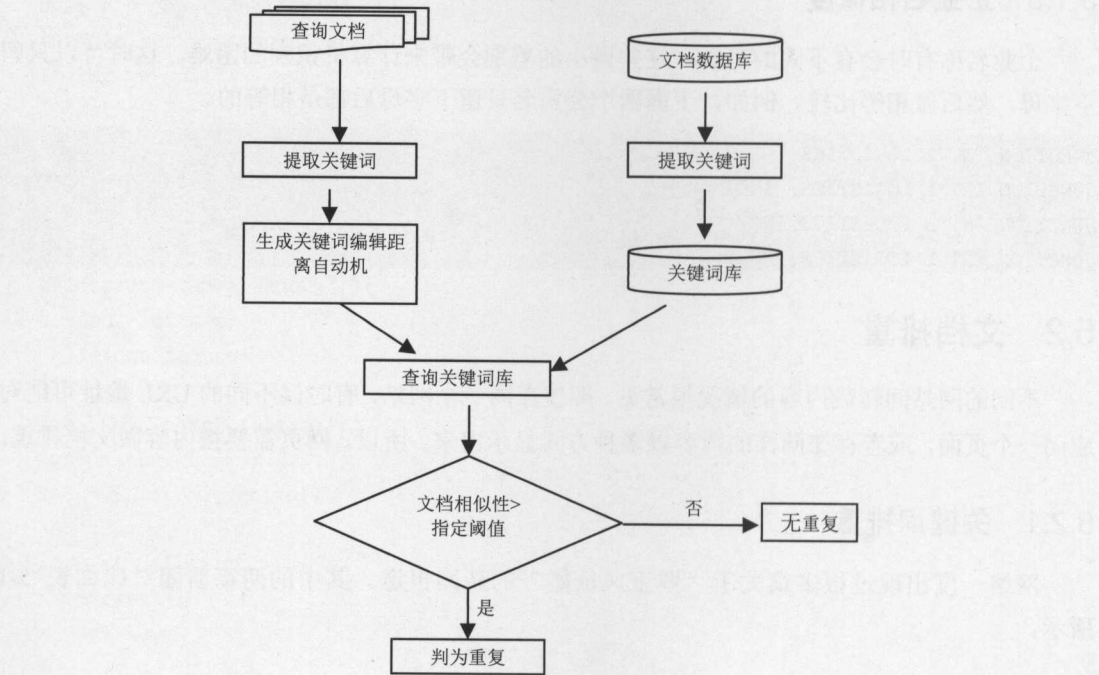 查询文档
文档数据库
提取关键词
提取关键词
生成关键词编辑距
离自动机
关键词库
查询关键词库
文档相似性>
指定阈值
否
无重复
是
判为重复